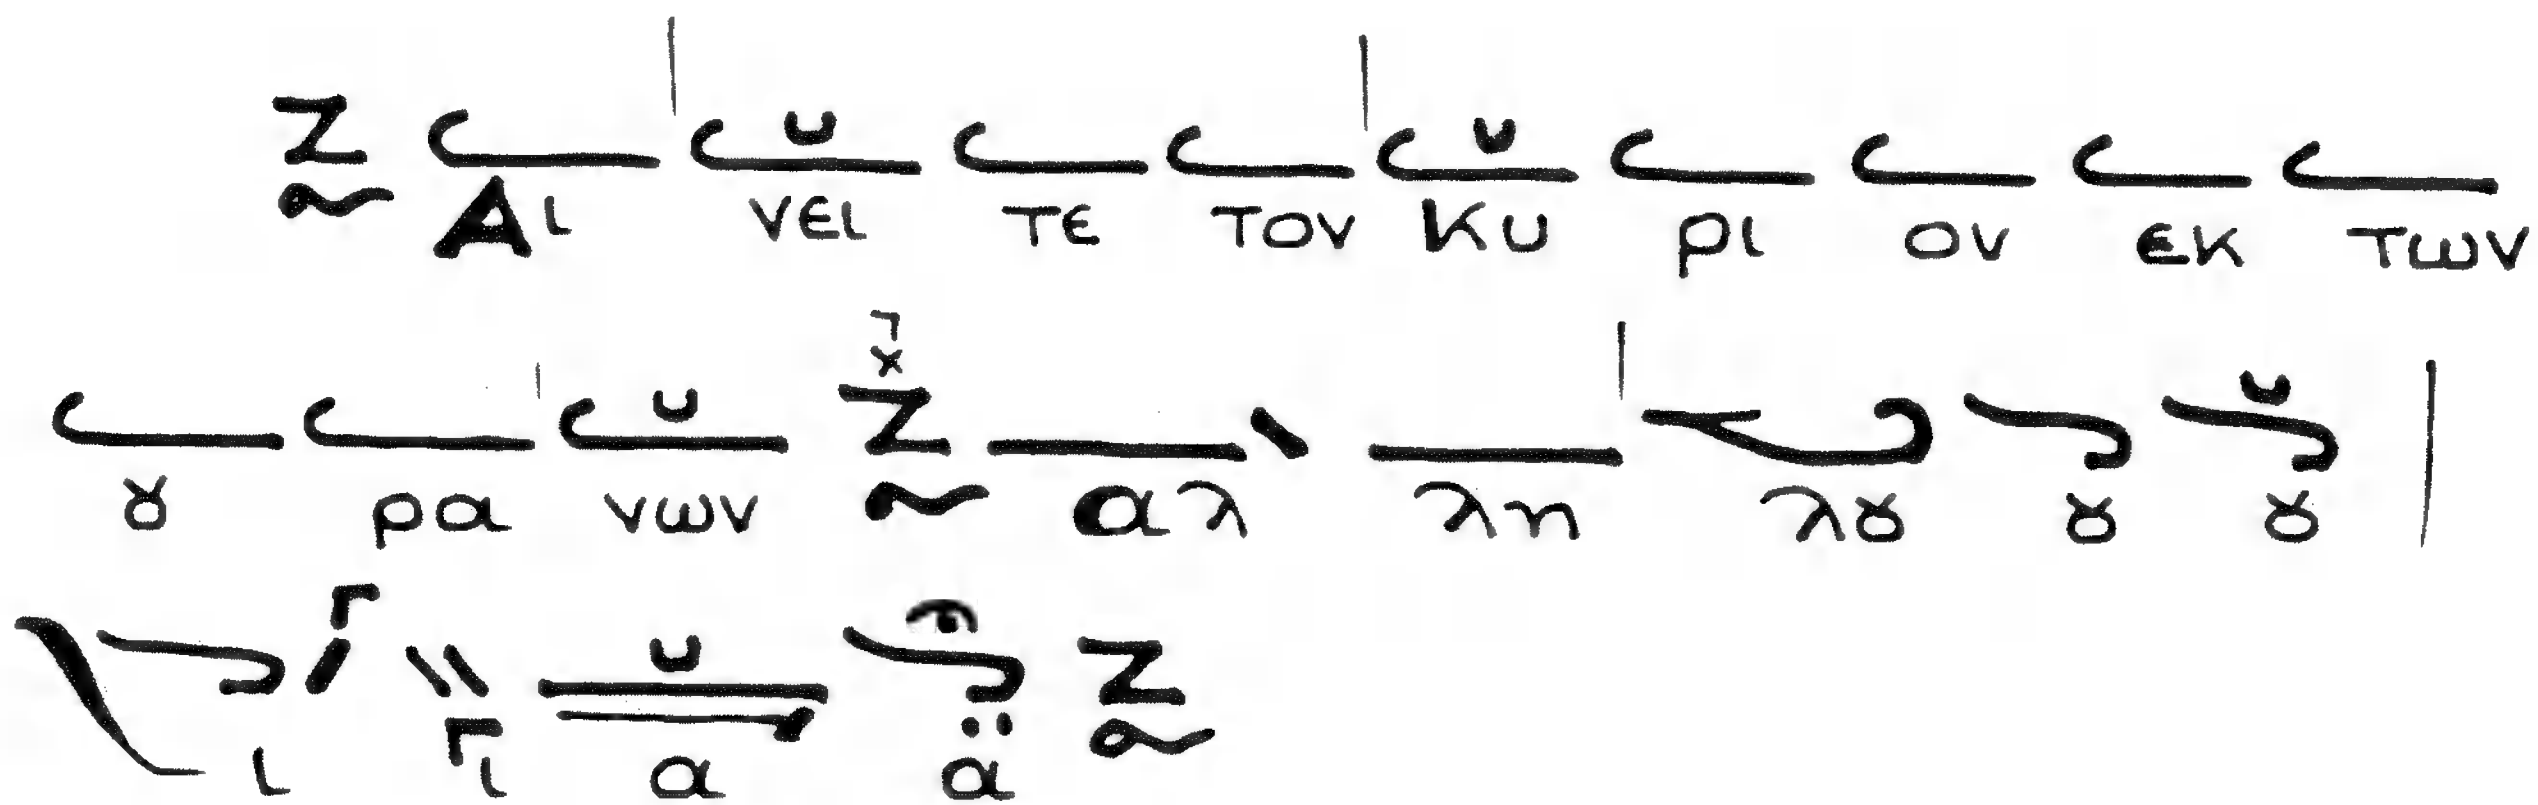 Αι νει τε τον Κυ ρι ον εκ των
ȣ ρα νων αλ λη λȣ ȣ ȣ
ι ι α α